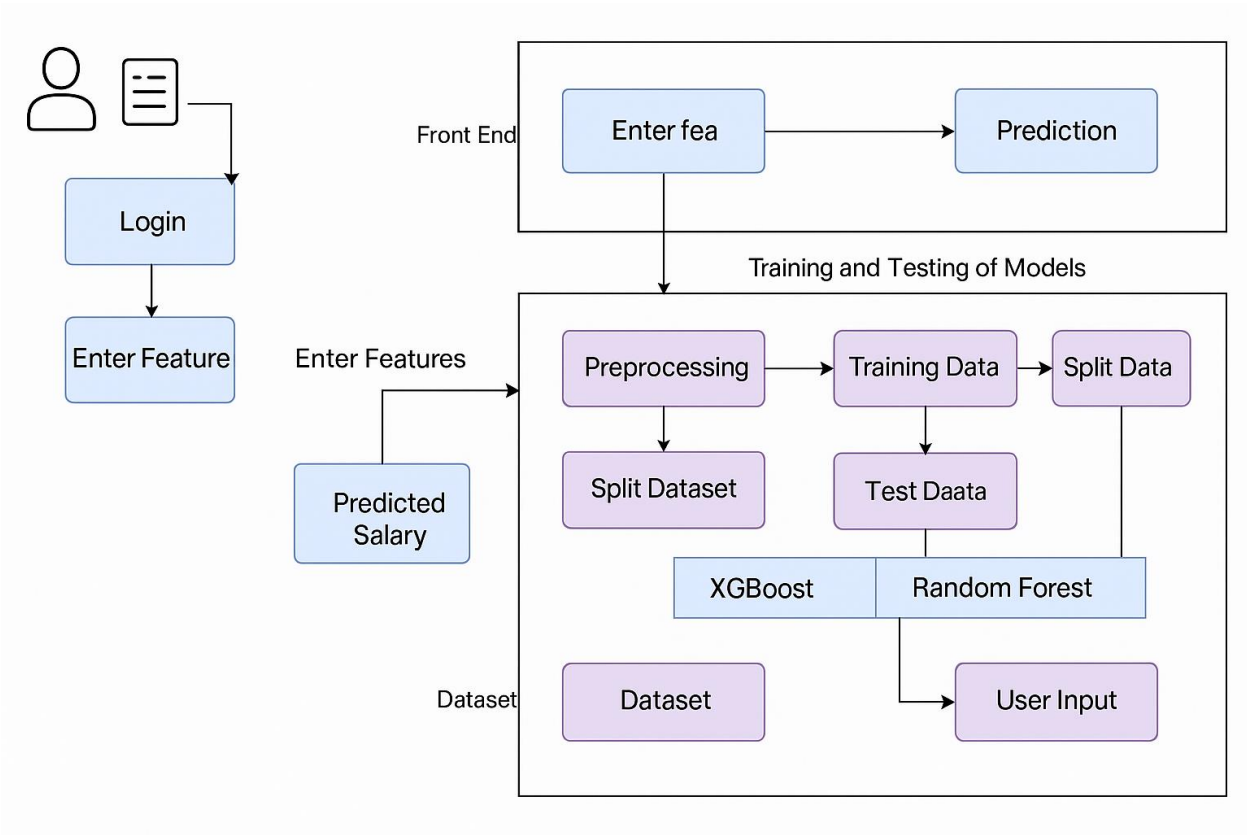 Front End
Enter fea
Prediction
Login
Enter Feature
Training and Testing of Models
Enter Features
Predicted
Salary
Preprocessing
Training Data
Split Data
Split Dataset
Test Daata
XGBoost
Random Forest
Dataset
Dataset
User Input